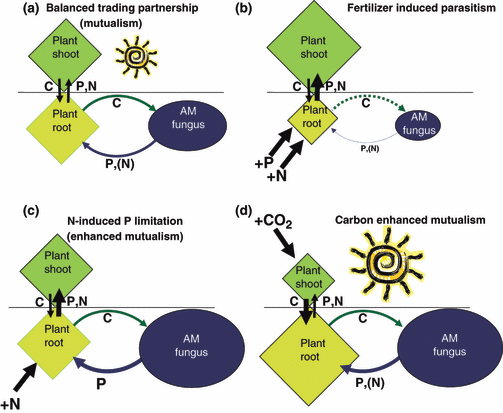 (a) Balanced trading partnership
(mutualism)
Plant
shoot
C P,N
C
Plant
root
AM
fungus
P,(N)
(b) Fertilizer induced parasitism
Plant
shoot
C P,N
C
Plant
root
AM
fungus
P,(N)
+P
+N
(c) N-induced P limitation
(enhanced mutualism)
Plant
shoot
C P,N
C
Plant
root
AM
fungus
P
+N
(d) Carbon enhanced mutualism
+CO₂
Plant
shoot
C P,N
C
Plant
root
AM
fungus
P,(N)